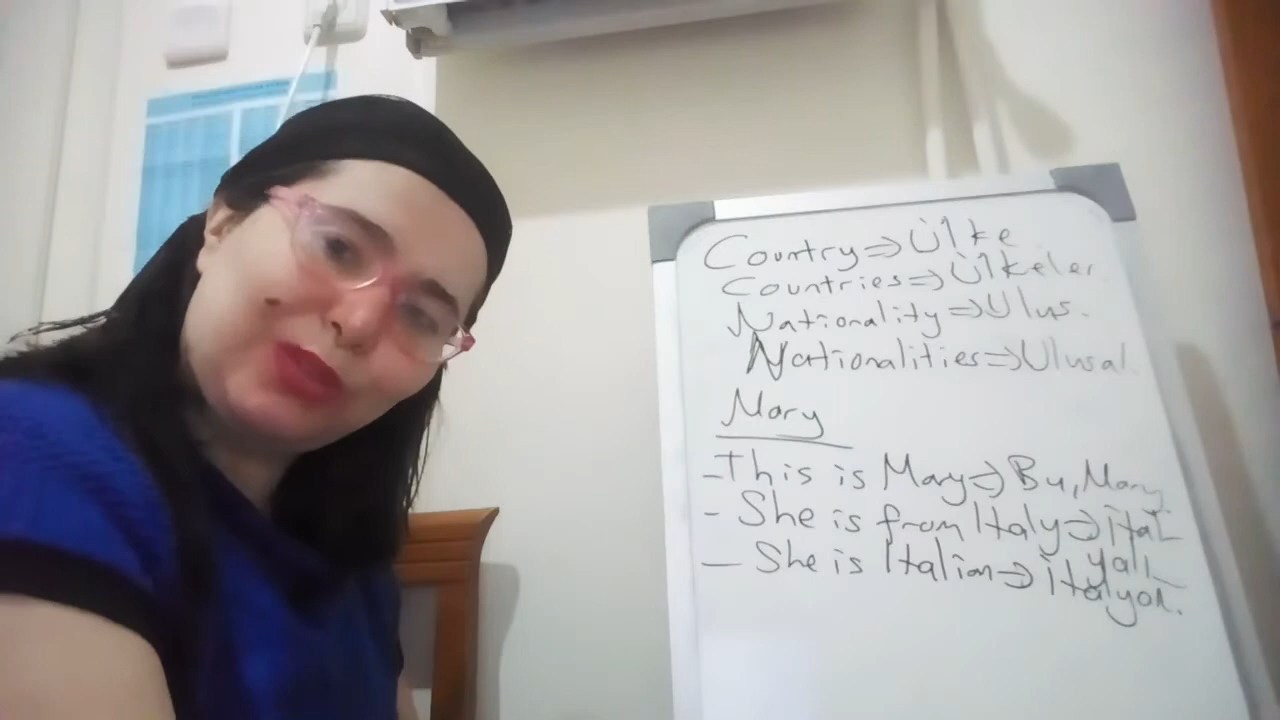 Country⇒Ülke
Countries⇒Ülkeler
Nationality⇒Ulus.
Nationalities⇒Ulusal.
Mary
-This is Mary⇒Bu, Mary
- She is from Italy⇒İtal
yalı
- She is Italian⇒İtalyan.